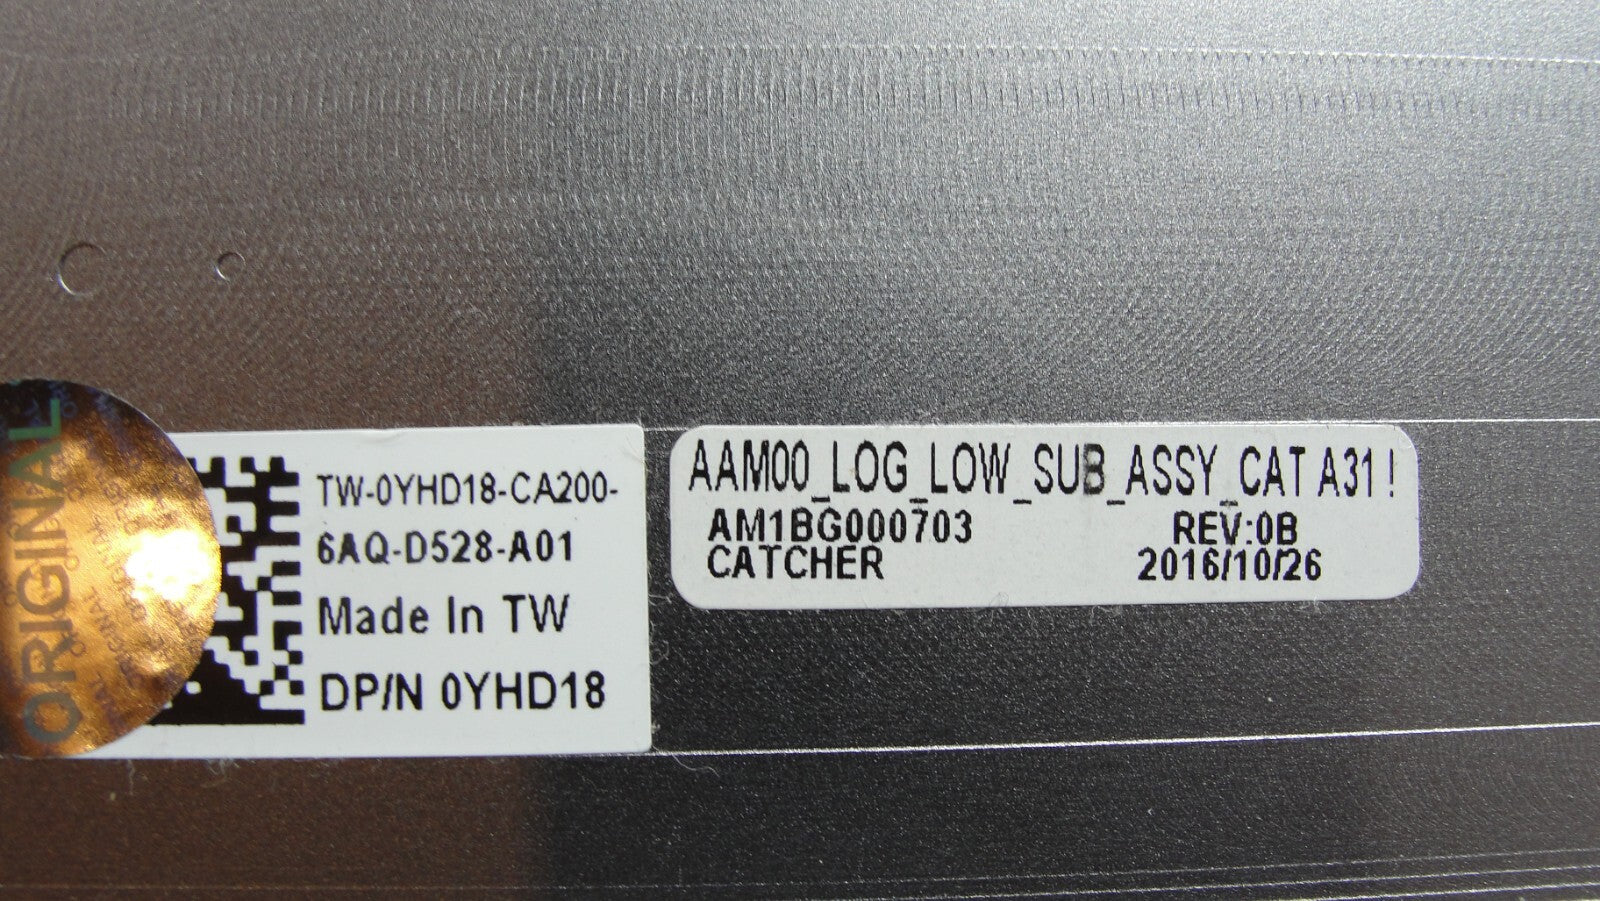 ORIGINAL
TW-0YHD18-CA200-
6AQ-D528-A01
Made In TW
DP/N 0YHD18
AAM00_LOG_LOW_SUB_ASSY_CAT A31 !
AM1BG000703 REV:0B
CATCHER 2016/10/26